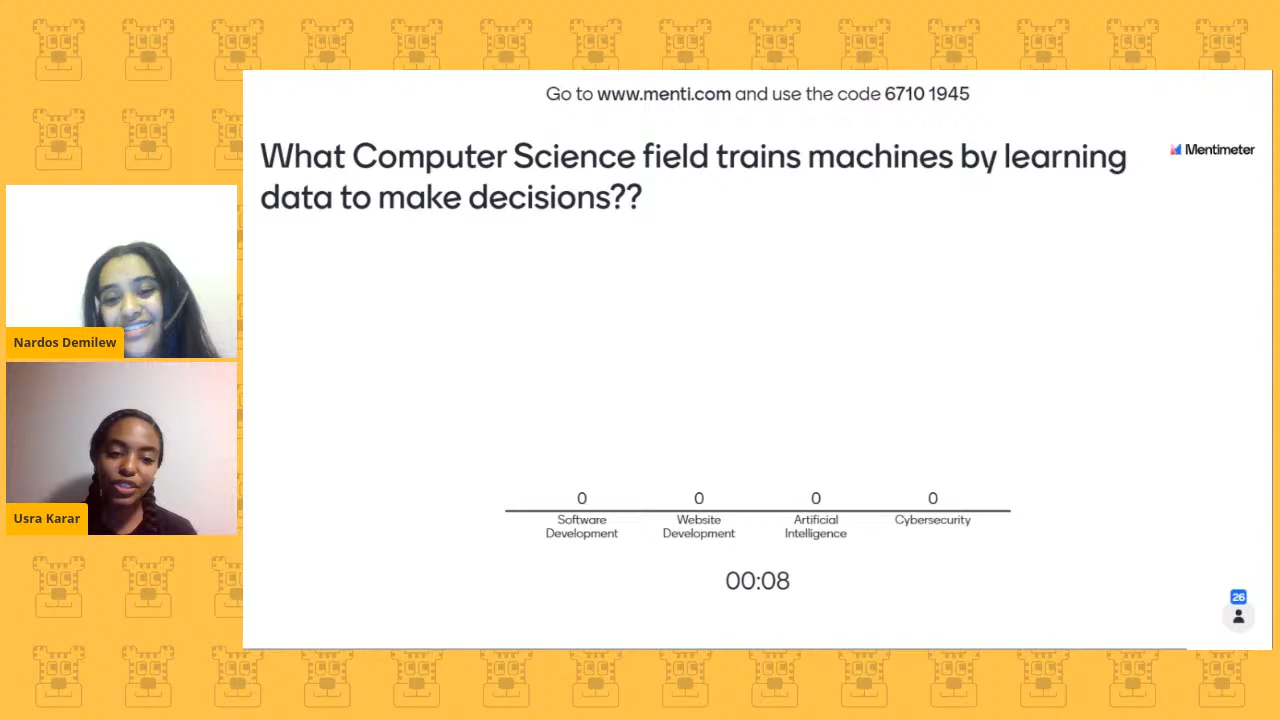 Go to www.menti.com and use the code 6710 1945
What Computer Science field trains machines by learning
data to make decisions??
Mentimeter
Nardos Demilew
Usra Karar
0
0
0
0
Software
Development
Website
Development
Artificial
Intelligence
Cybersecurity
00:08
26